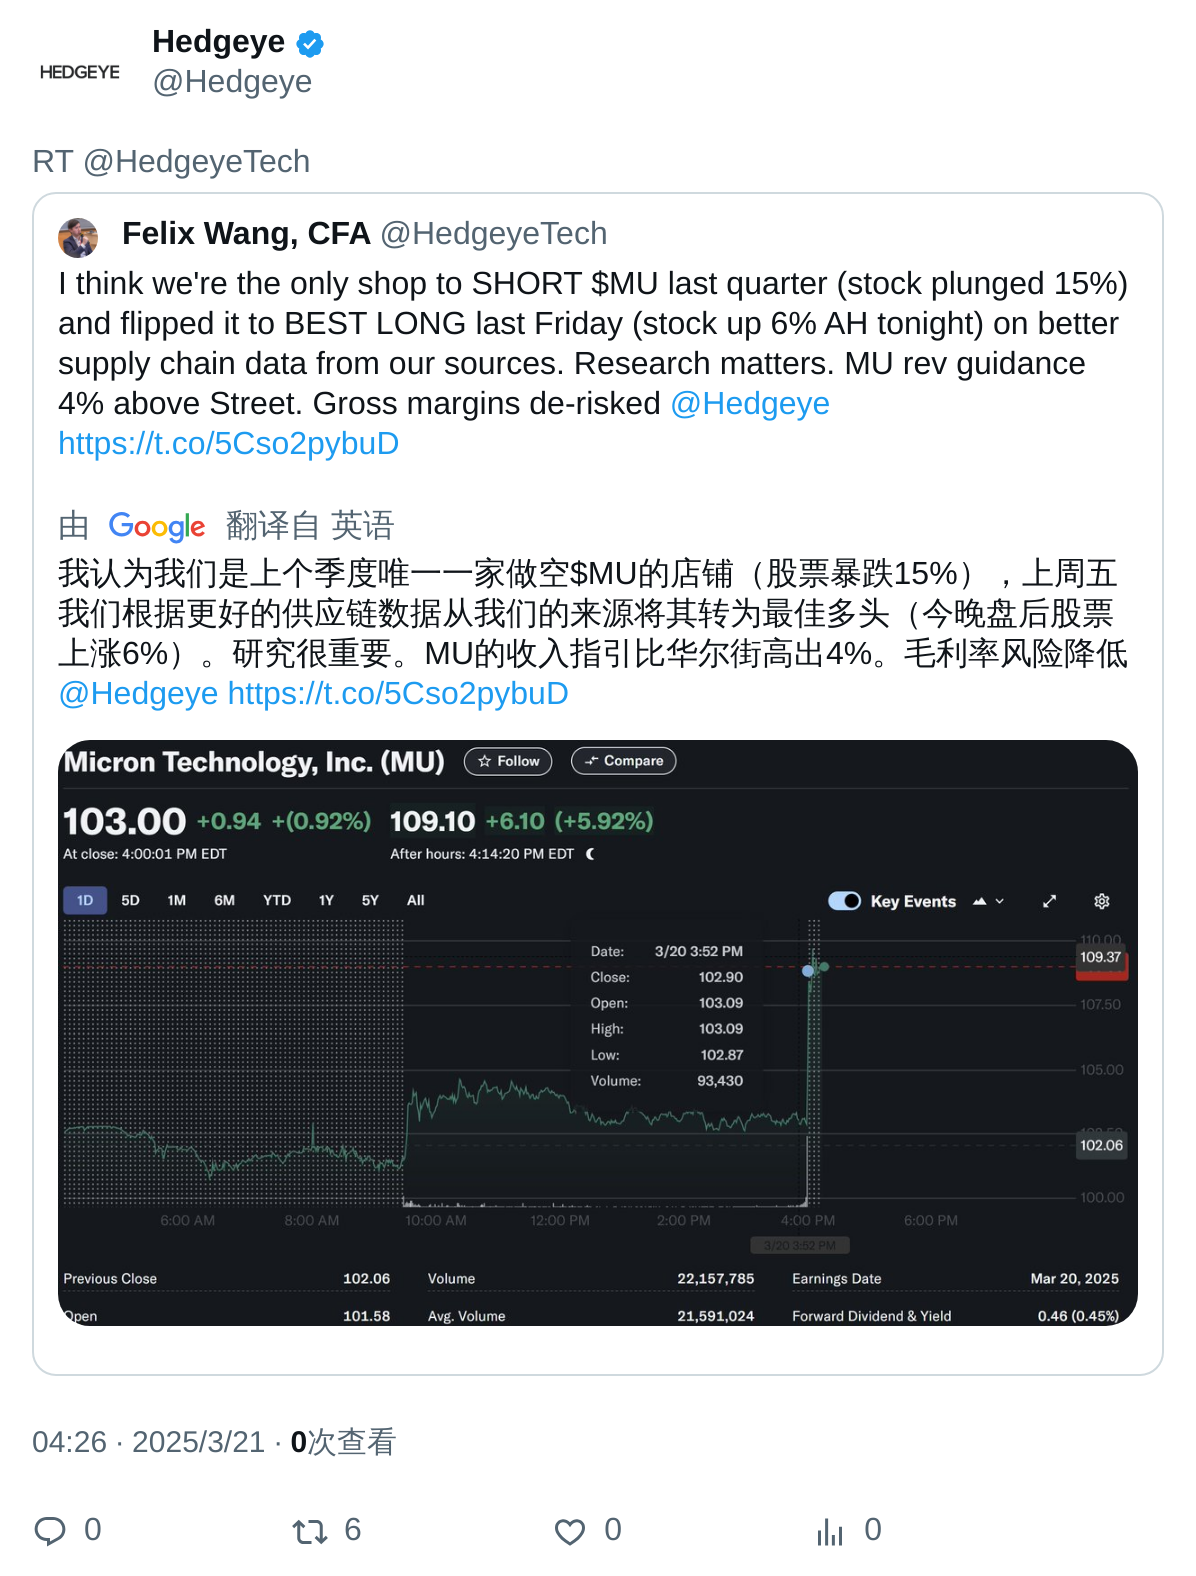 Hedgeye
HEDGEYE
@Hedgeye
RT @HedgeyeTech
Felix Wang, CFA @HedgeyeTech
I think we're the only shop to SHORT $MU last quarter (stock plunged 15%)
and flipped it to BEST LONG last Friday (stock up 6% AH tonight) on better
supply chain data from our sources. Research matters. MU rev guidance
4% above Street. Gross margins de-risked @Hedgeye
https://t.co/5Cso2pybuD
由 Google 翻译自 英语
我认为我们是上个季度唯一一家做空$MU的店铺（股票暴跌15%），上周五
我们根据更好的供应链数据从我们的来源将其转为最佳多头（今晚盘后股票
上涨6%）。研究很重要。MU的收入指引比华尔街高出4%。毛利率风险降低
@Hedgeye https://t.co/5Cso2pybuD
Micron Technology, Inc. (MU) Follow Compare
103.00 +0.94 +(0.92%) 109.10 +6.10 (+5.92%)
At close: 4:00:01 PM EDT After hours: 4:14:20 PM EDT
1D 5D 1M 6M YTD 1Y 5Y All Key Events
110.00
Date: 3/20 3:52 PM
109.37
Close: 102.90
Open: 103.09
107.50
High: 103.09
Low: 102.87
105.00
Volume: 93,430
102.06
100.00
6:00 AM 8:00 AM 10:00 AM 12:00 PM 2:00 PM 4:00 PM 6:00 PM
3/20 3:52 PM
Previous Close 102.06 Volume 22,157,785 Earnings Date Mar 20, 2025
Open 101.58 Avg. Volume 21,591,024 Forward Dividend & Yield 0.46 (0.45%)
04:26 · 2025/3/21 · 0次查看
0 6 0 0